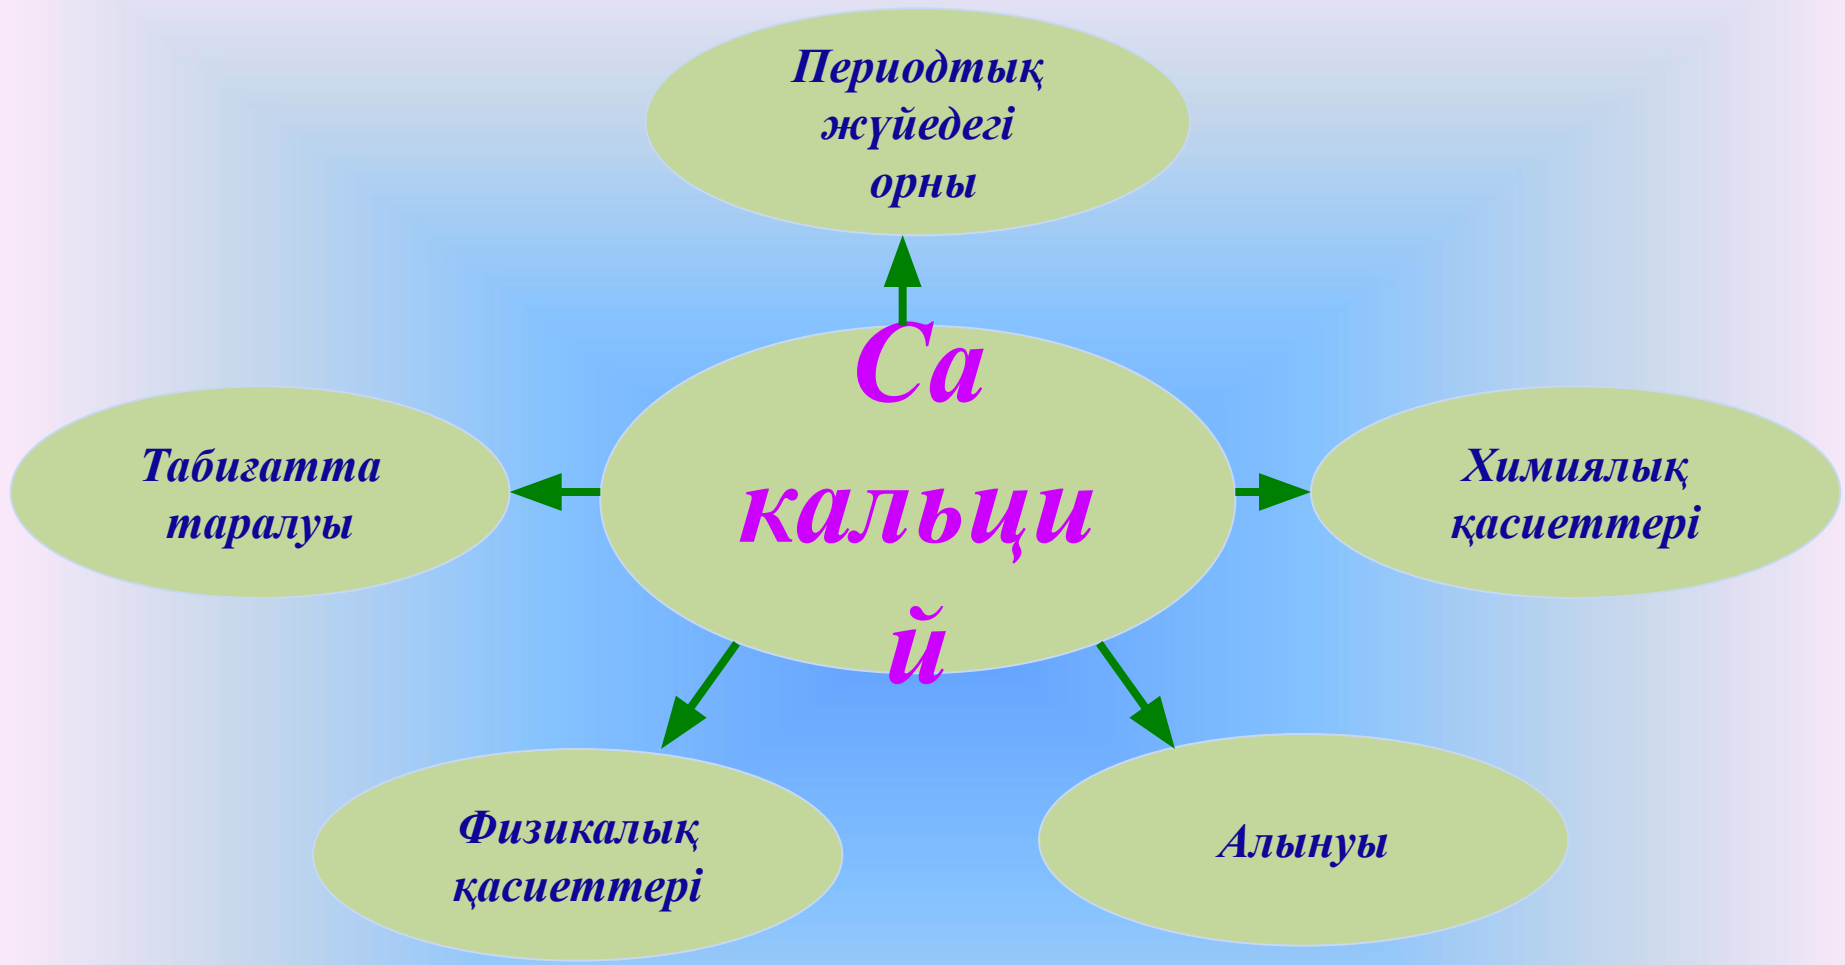 Периодтық
жүйедегі
орны
Са
кальци
й
Табиғатта
таралуы
Химиялық
қасиеттері
Физикалық
қасиеттері
Алынуы